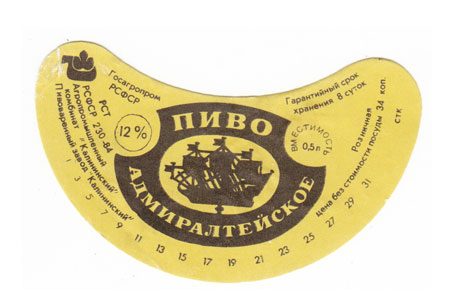 Госагропром
РСФСР
РСТ
РСФСР 230-84
Агропромышленный
комбинат "Калининский"
Пивоваренный завод "Калининский"
12%
ПИВО
АДМИРАЛТЕЙСКОЕ
ВМЕСТИМОСТЬ
0,5л
Гарантийный срок
хранения 8 суток
Розничная
цена без стоимости посуды 34 коп.
СТК
1 3 5 7 9 11 13 15 17 19 21 23 25 27 29 31